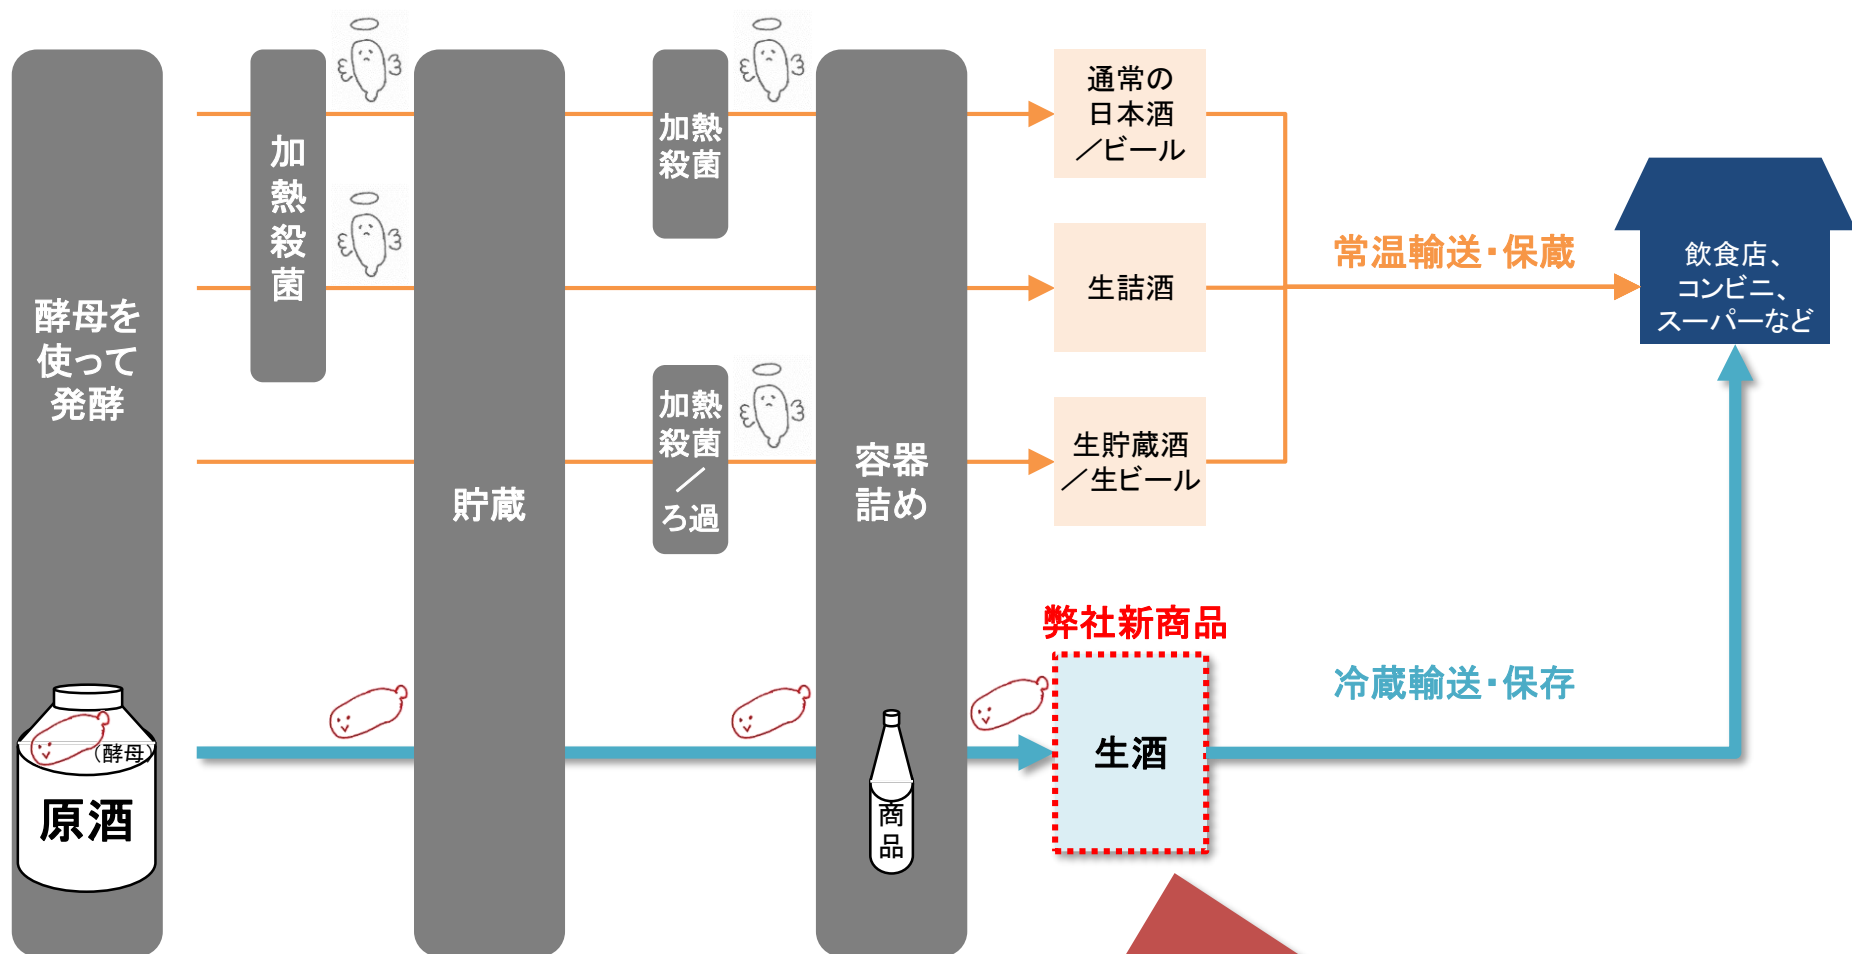 酵母を
使って
発酵
(酵母)
原酒
加
熱
殺
菌
貯蔵
加熱
殺菌
加熱
殺菌
／
ろ過
容器
詰め
商
品
通常の
日本酒
／ビール
生詰酒
生貯蔵酒
／生ビール
弊社新商品
生酒
常温輸送・保蔵
冷蔵輸送・保存
飲食店、
コンビニ、
スーパーなど